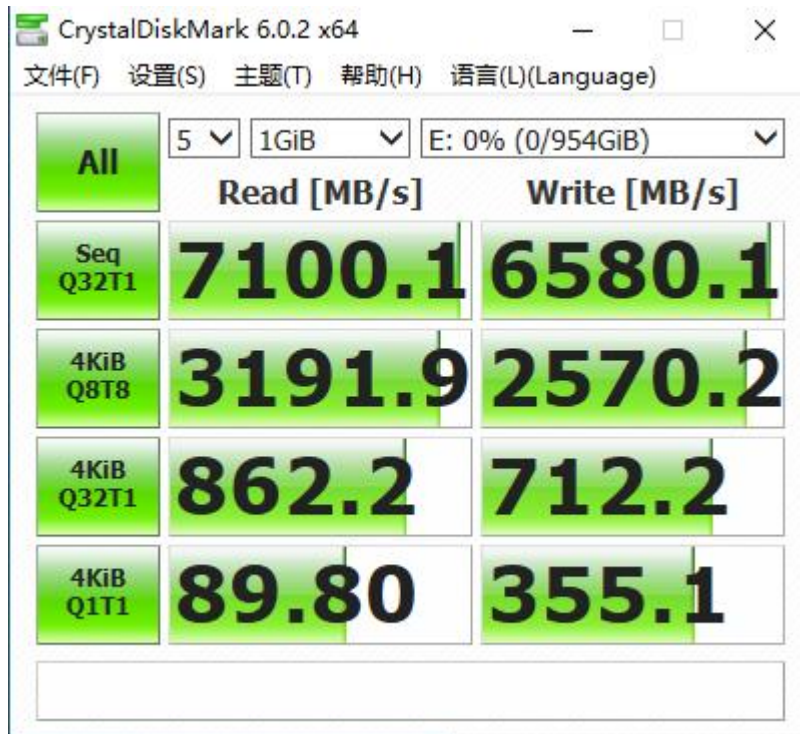 CrystalDiskMark 6.0.2 x64
文件(F) 设置(S) 主题(T) 帮助(H) 语言(L)(Language)
All 5 1GiB E: 0% (0/954GiB)
Read [MB/s] Write [MB/s]
Seq Q32T1 7100.1 6580.1
4KiB Q8T8 3191.9 2570.2
4KiB Q32T1 862.2 712.2
4KiB Q1T1 89.80 355.1